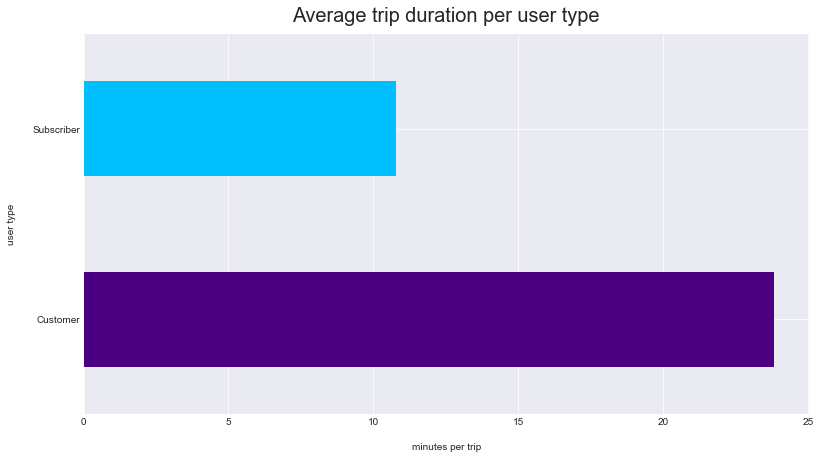 Average trip duration per user type
user type
Subscriber
Customer
0 5 10 15 20 25
minutes per trip